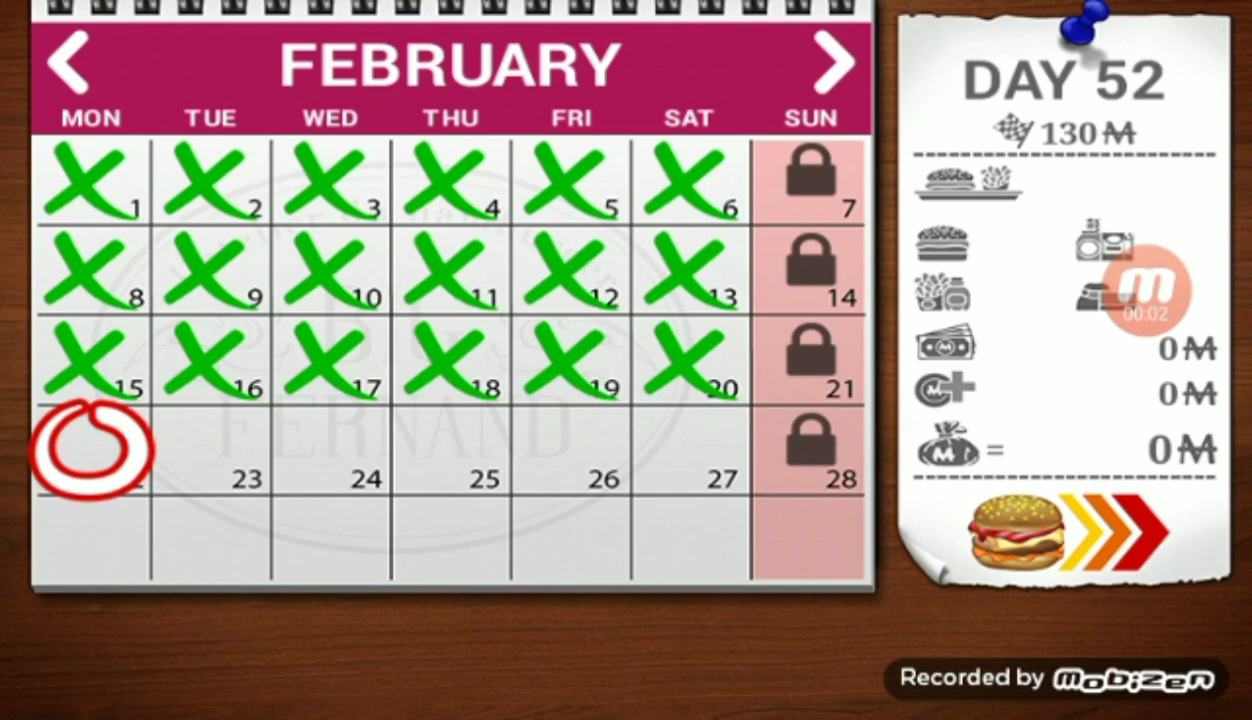 FEBRUARY
MON TUE WED THU FRI SAT SUN
1 2 3 4 5 6 7
8 9 10 11 12 13 14
15 16 17 18 19 20 21
23 24 25 26 27 28
FERNAND
DAY 52
130 M
00:02
0 M
0 M
= 0 M
Recorded by mobizen